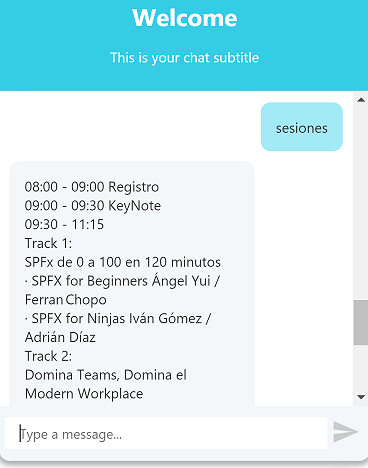 Welcome
This is your chat subtitle
sesiones
08:00 - 09:00 Registro
09:00 - 09:30 KeyNote
09:30 - 11:15
Track 1:
SPFx de 0 a 100 en 120 minutos
· SPFX for Beginners Ángel Yui /
Ferran Chopo
· SPFX for Ninjas Iván Gómez /
Adrián Díaz
Track 2:
Domina Teams, Domina el
Modern Workplace
Type a message...